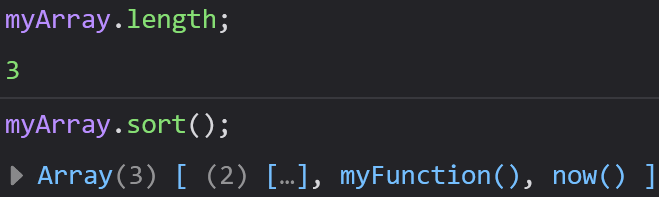 myArray.length;
3
myArray.sort();
▶ Array(3) [ (2) […], myFunction(), now() ]